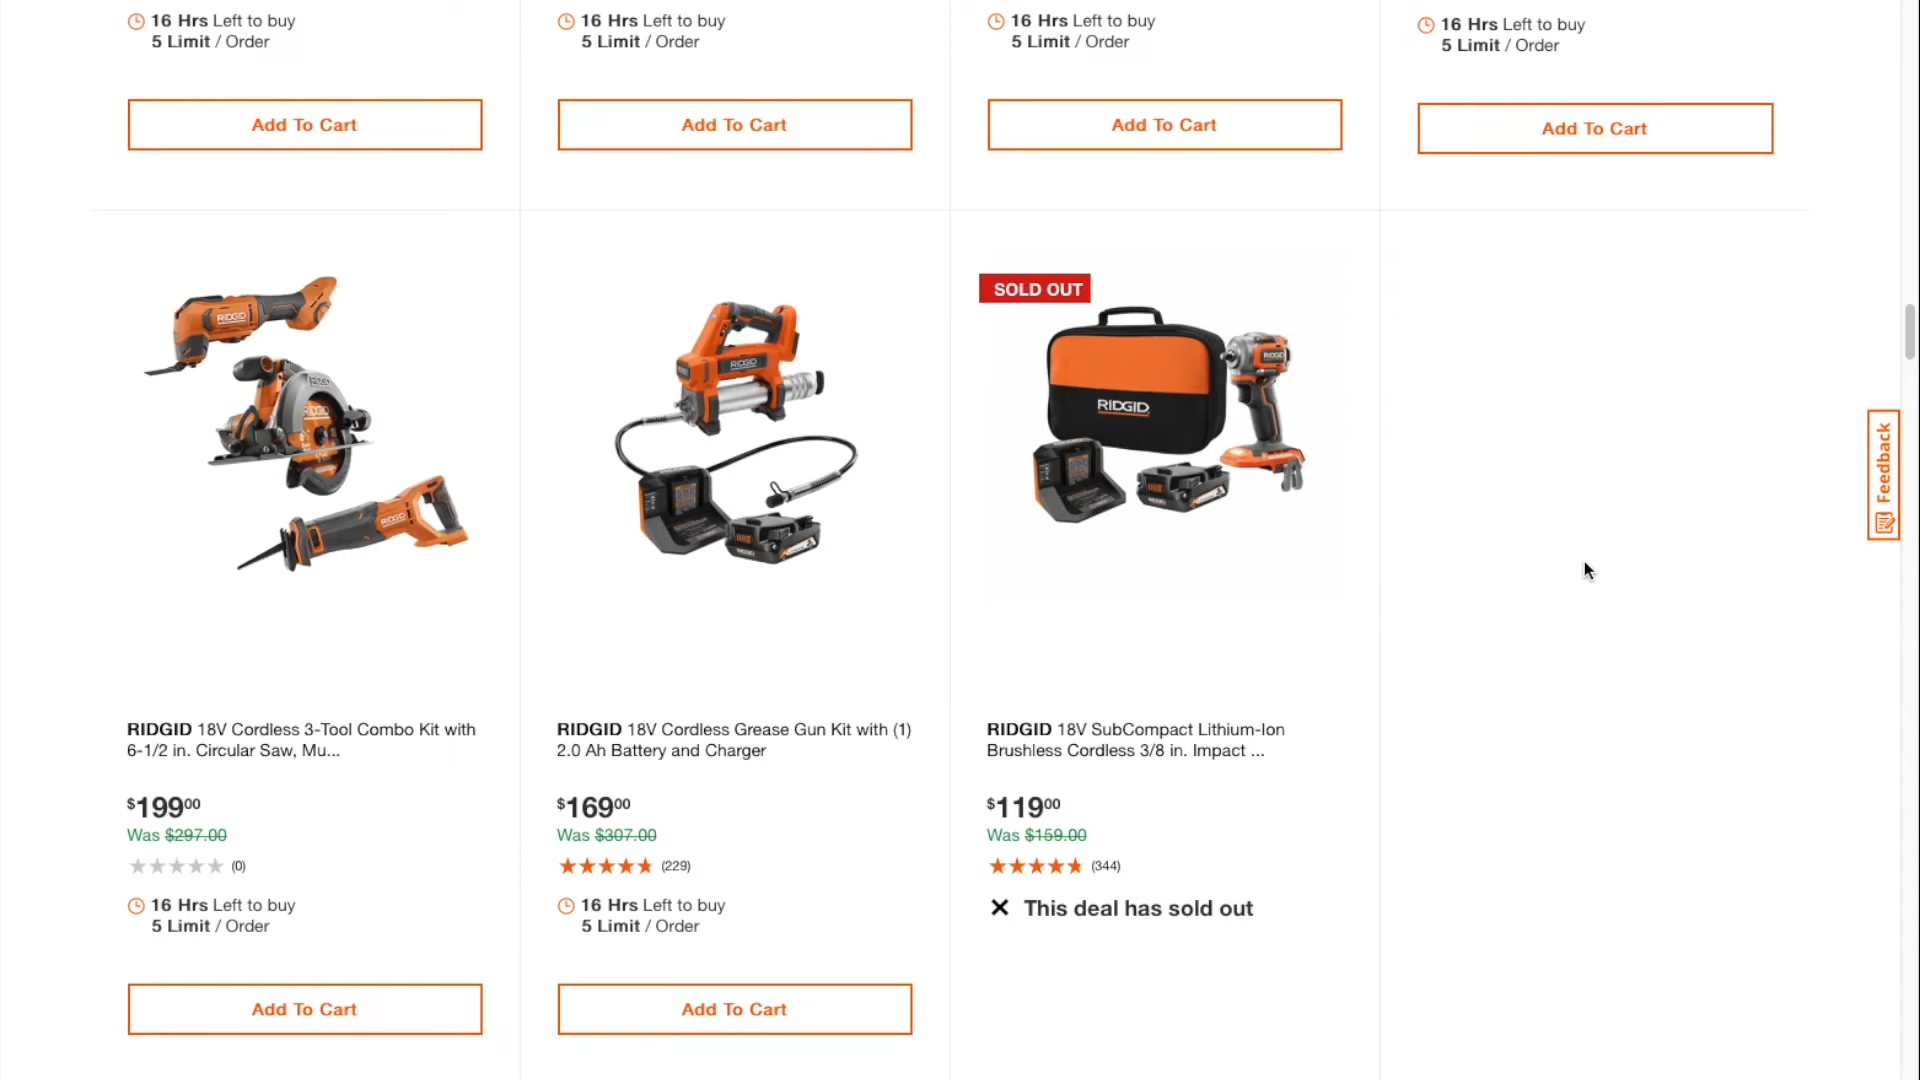 16 Hrs Left to buy
5 Limit / Order
16 Hrs Left to buy
5 Limit / Order
16 Hrs Left to buy
5 Limit / Order
16 Hrs Left to buy
5 Limit / Order
Add To Cart
Add To Cart
Add To Cart
Add To Cart
RIDGID
RIDGID
RIDGID
RIDGID
SOLD OUT
RIDGID
RIDGID
Feedback
RIDGID 18V Cordless 3-Tool Combo Kit with
6-1/2 in. Circular Saw, Mu...
$19900
Was $297.00
(0)
16 Hrs Left to buy
5 Limit / Order
Add To Cart
RIDGID 18V Cordless Grease Gun Kit with (1)
2.0 Ah Battery and Charger
$16900
Was $307.00
(229)
16 Hrs Left to buy
5 Limit / Order
Add To Cart
RIDGID 18V SubCompact Lithium-Ion
Brushless Cordless 3/8 in. Impact ...
$11900
Was $159.00
(344)
This deal has sold out